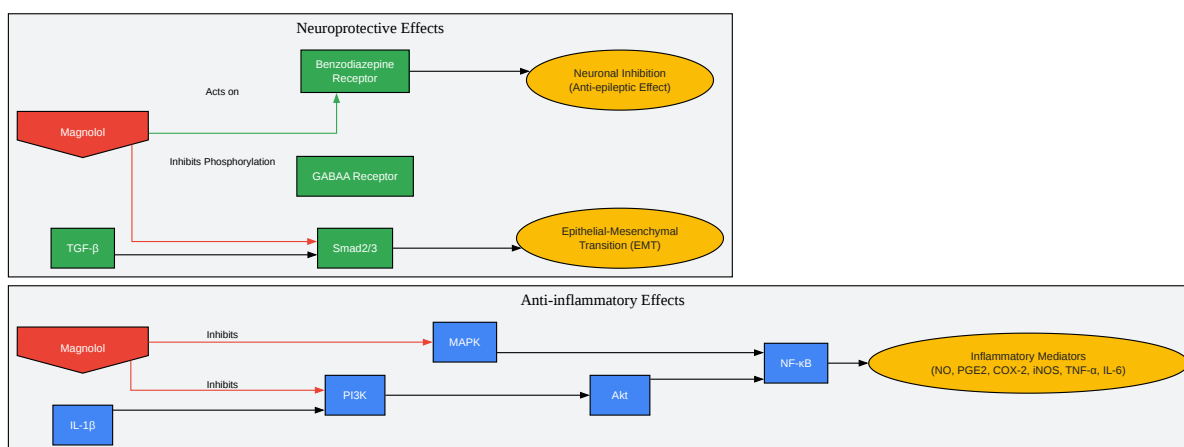 Neuroprotective Effects
Benzodiazepine
Receptor
Neuronal Inhibition
(Anti-epileptic Effect)
Acts on
Magnolol
Inhibits Phosphorylation
GABAA Receptor
TGF-β
Smad2/3
Epithelial-Mesenchymal
Transition (EMT)
Anti-inflammatory Effects
Magnolol
Inhibits
MAPK
NF-κB
Inflammatory Mediators
(NO, PGE2, COX-2, iNOS, TNF-α, IL-6)
Inhibits
PI3K
Akt
IL-1β